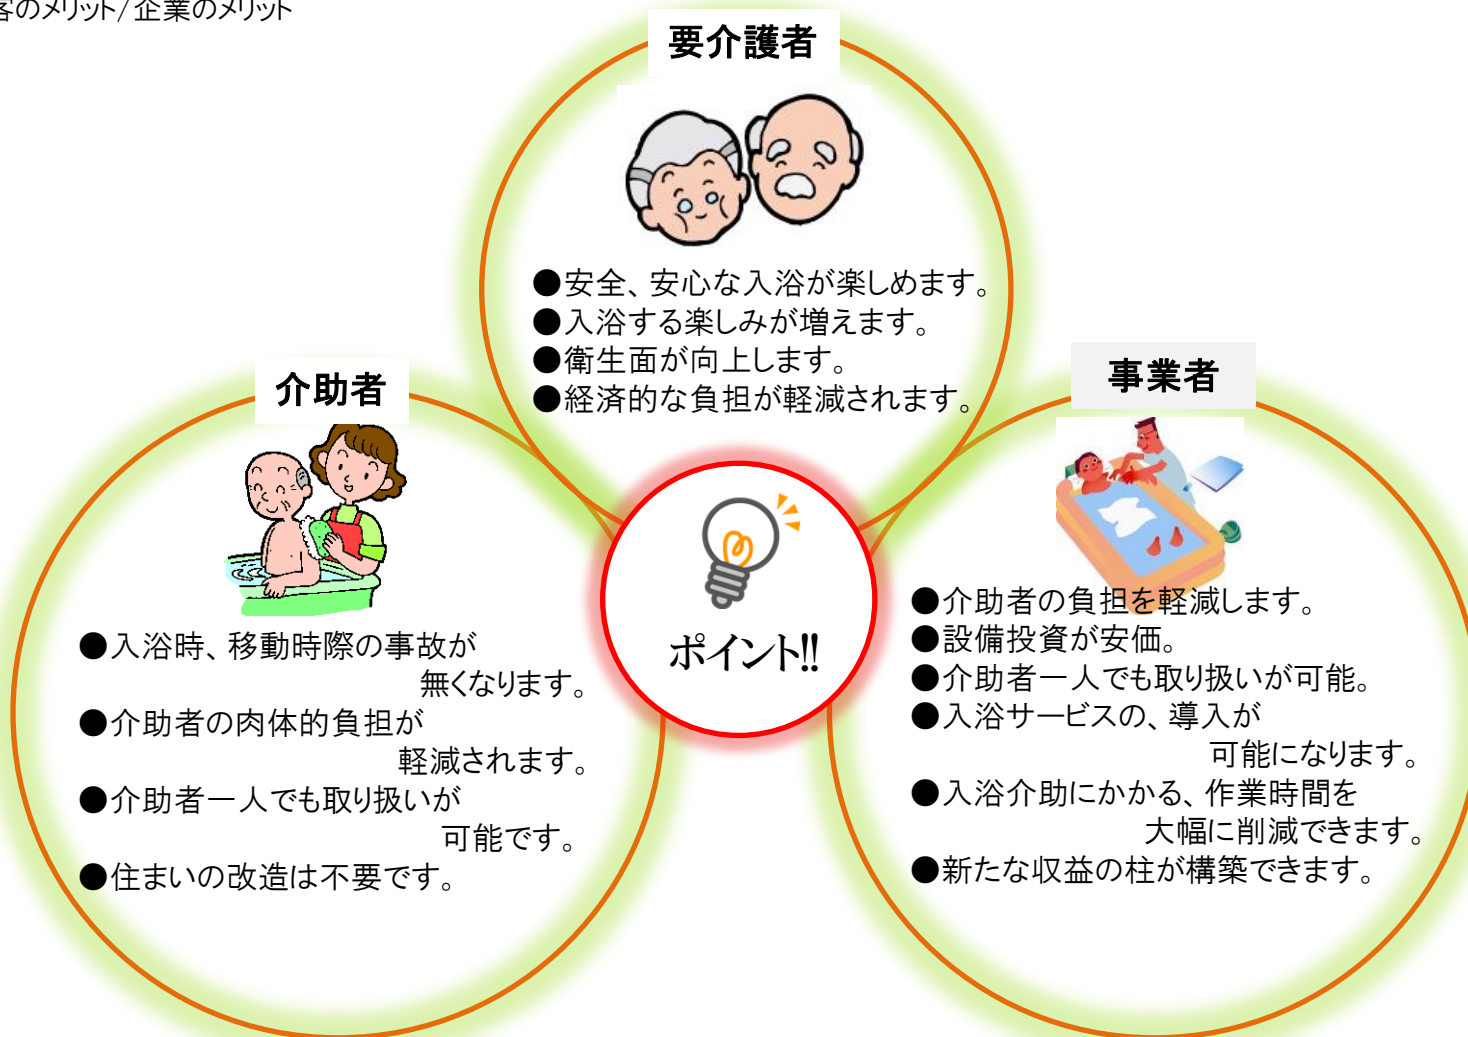 客のメリット/企業のメリット
要介護者
●安全、安心な入浴が楽しめます。
●入浴する楽しみが増えます。
●衛生面が向上します。
●経済的な負担が軽減されます。
介助者
●入浴時、移動時際の事故が
無くなります。
●介助者の肉体的負担が
軽減されます。
●介助者一人でも取り扱いが
可能です。
●住まいの改造は不要です。
ポイント!!
事業者
●介助者の負担を軽減します。
●設備投資が安価。
●介助者一人でも取り扱いが可能。
●入浴サービスの、導入が
可能になります。
●入浴介助にかかる、作業時間を
大幅に削減できます。
●新たな収益の柱が構築できます。